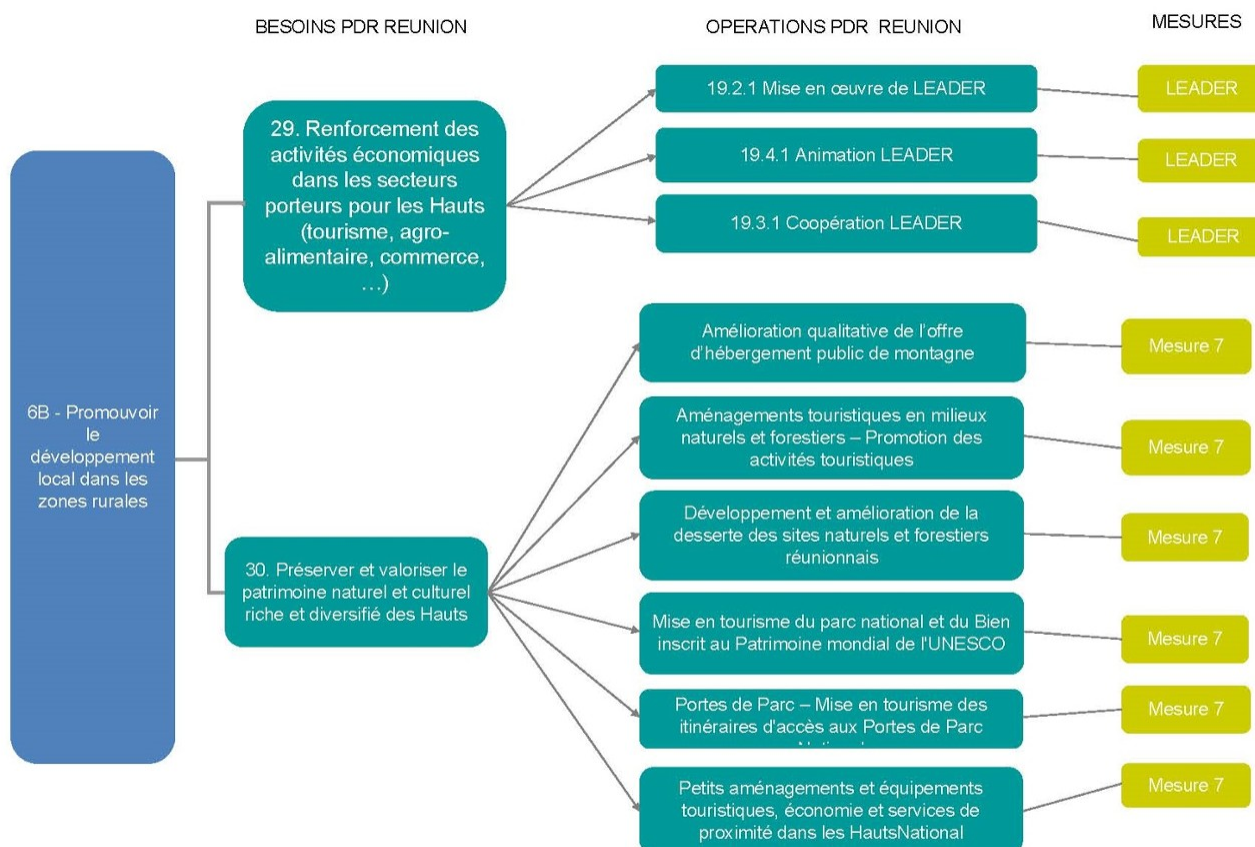 BESOINS PDR REUNION
OPERATIONS PDR  REUNION
MESURES
6B - Promouvoir
le
développement
local dans les
zones rurales
29. Renforcement des
activités économiques
dans les secteurs
porteurs pour les Hauts
(tourisme, agro-
alimentaire, commerce,
…)
19.2.1 Mise en œuvre de LEADER
LEADER
19.4.1 Animation LEADER
LEADER
19.3.1 Coopération LEADER
LEADER
30. Préserver et valoriser le
patrimoine naturel et culturel
riche et diversifié des Hauts
Amélioration qualitative de l'offre
d'hébergement public de montagne
Mesure 7
Aménagements touristiques en milieux
naturels et forestiers – Promotion des
activités touristiques
Mesure 7
Développement et amélioration de la
desserte des sites naturels et forestiers
réunionnais
Mesure 7
Mise en tourisme du parc national et du Bien
inscrit au Patrimoine mondial de l'UNESCO
Mesure 7
Portes de Parc – Mise en tourisme des
itinéraires d'accès aux Portes de Parc
Mesure 7
Petits aménagements et équipements
touristiques, économie et services de
proximité dans les HautsNational
Mesure 7